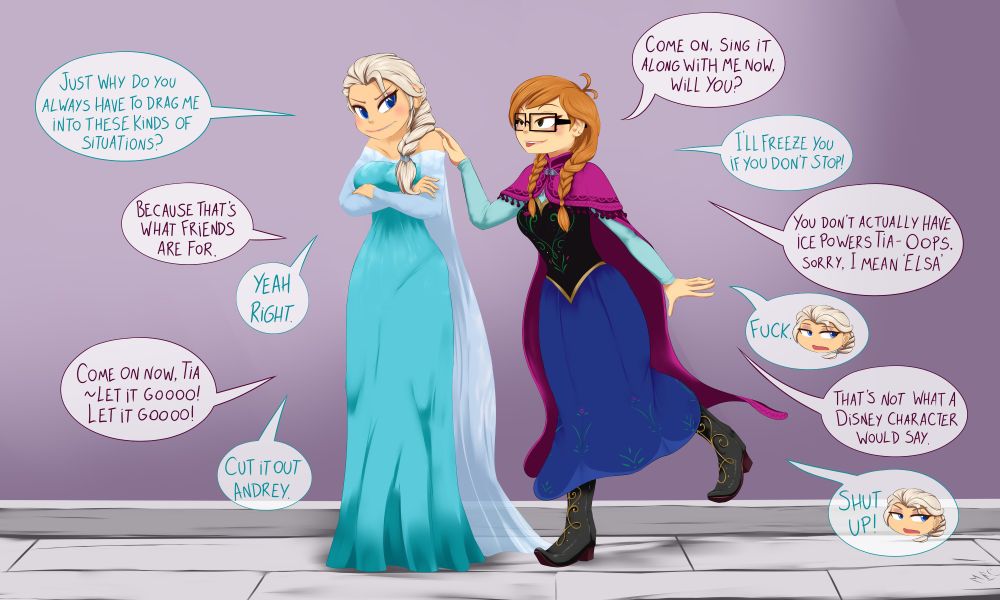 JUST WHY DO YOU
ALWAYS HAVE TO DRAG ME
INTO THESE KINDS OF
SITUATIONS?
BECAUSE THAT'S
WHAT FRIENDS
ARE FOR.
YEAH
RIGHT.
COME ON NOW, TIA
~LET IT GOOOO!
LET IT GOOOO!
CUT IT OUT
ANDREY.
COME ON, SING IT
ALONG WITH ME NOW,
WILL YOU?
I'LL FREEZE YOU
IF YOU DON'T STOP!
YOU DON'T ACTUALLY HAVE
ICE POWERS TIA- OOPS.
SORRY, I MEAN 'ELSA'
FUCK.
THAT'S NOT WHAT A
DISNEY CHARACTER
WOULD SAY.
SHUT
UP!